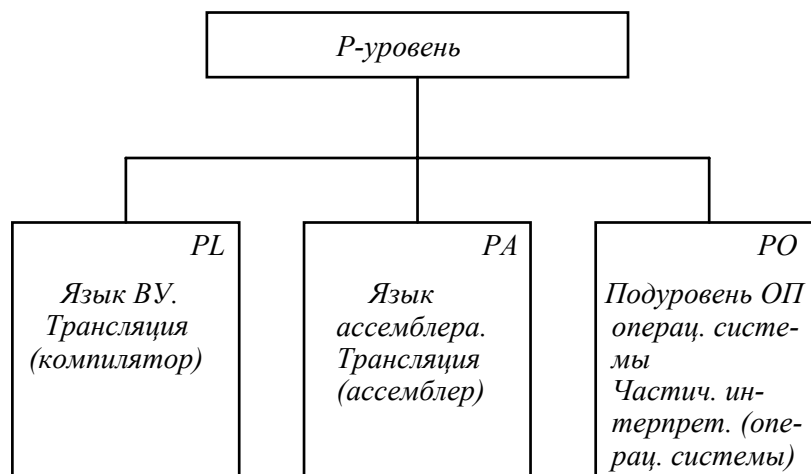 P-уровень
PL
Язык ВУ.
Трансляция
(компилятор)
PA
Язык
ассемблера.
Трансляция
(ассемблер)
PO
Подуровень ОП
операц. систе-
мы
Частич. ин-
терпрет. (опе-
рац. системы)